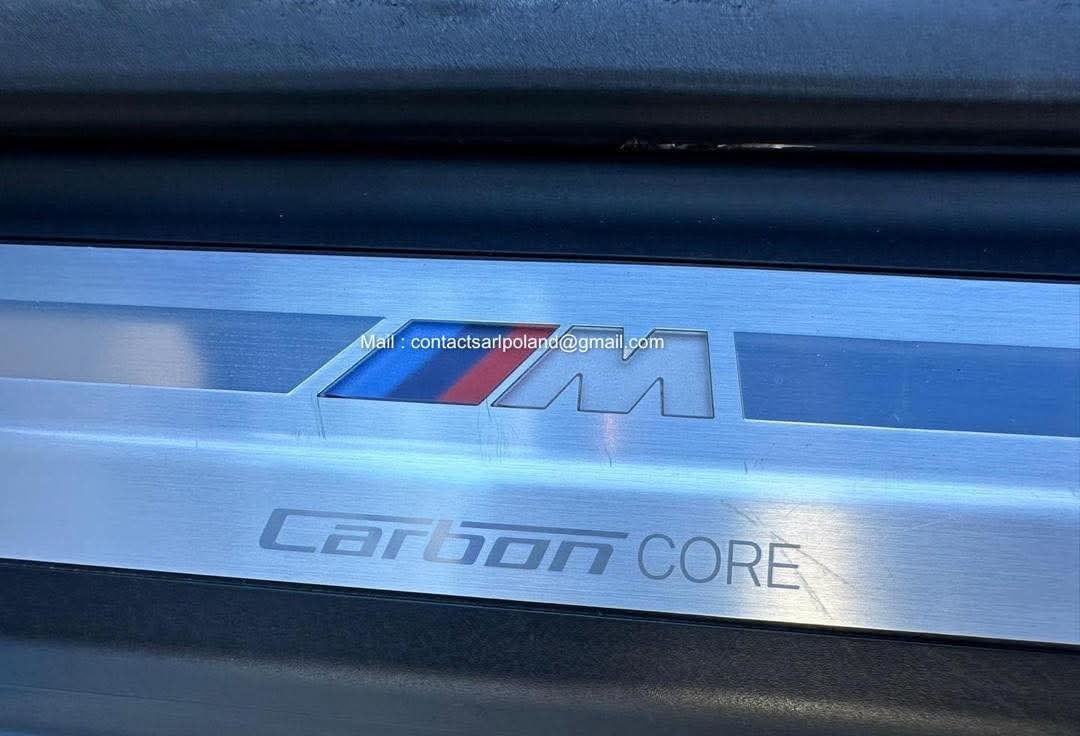 Mail : contactsarlpoland@gmail.com
M
Carbon CORE